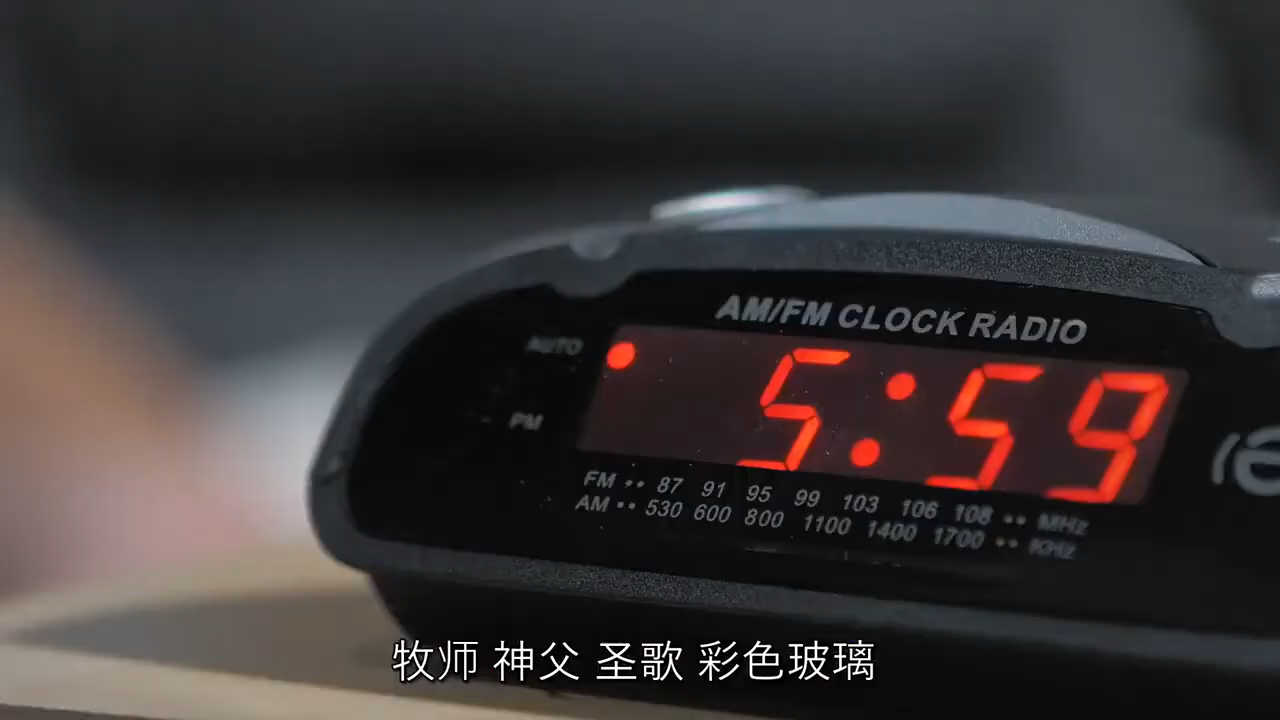 AM/FM CLOCK RADIO
AUTO
5:59
PM
FM •• 87 91 95 99 103 106 108 •• MHz
AM •• 530 600 800 1100 1400 1700 •• KHz
牧师 神父 圣歌 彩色玻璃